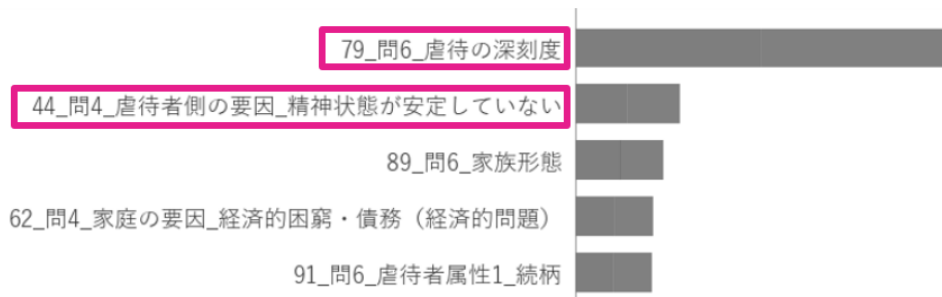 79_問6_虐待の深刻度
44_問4_虐待者側の要因_精神状態が安定していない
89_問6_家族形態
62_問4_家庭の要因_経済的困窮・債務（経済的問題）
91_問6_虐待者属性1_続柄